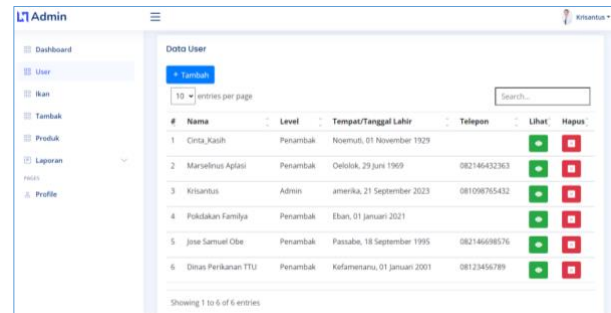 Admin
Krisantus
Dashboard
User
Ikan
Tambak
Produk
Laporan
PAGES
Profile
Data User
+ Tambah
10 entries per page
Search...
# Nama Level Tempat/Tanggal Lahir Telepon Lihat Hapus
1 Cinta_Kasih Penambak Noemuti, 01 November 1929
2 Marselinus Aplasi Penambak Oelolok, 29 Juni 1969 082146432363
3 Krisantus Admin amerika, 21 September 2023 081098765432
4 Pokdakan Familya Penambak Eban, 01 Januari 2021
5 Jose Samuel Obe Penambak Passabe, 18 September 1995 082146698576
6 Dinas Perikanan TTU Penambak Kefamenanu, 01 Januari 2001 08123456789
Showing 1 to 6 of 6 entries